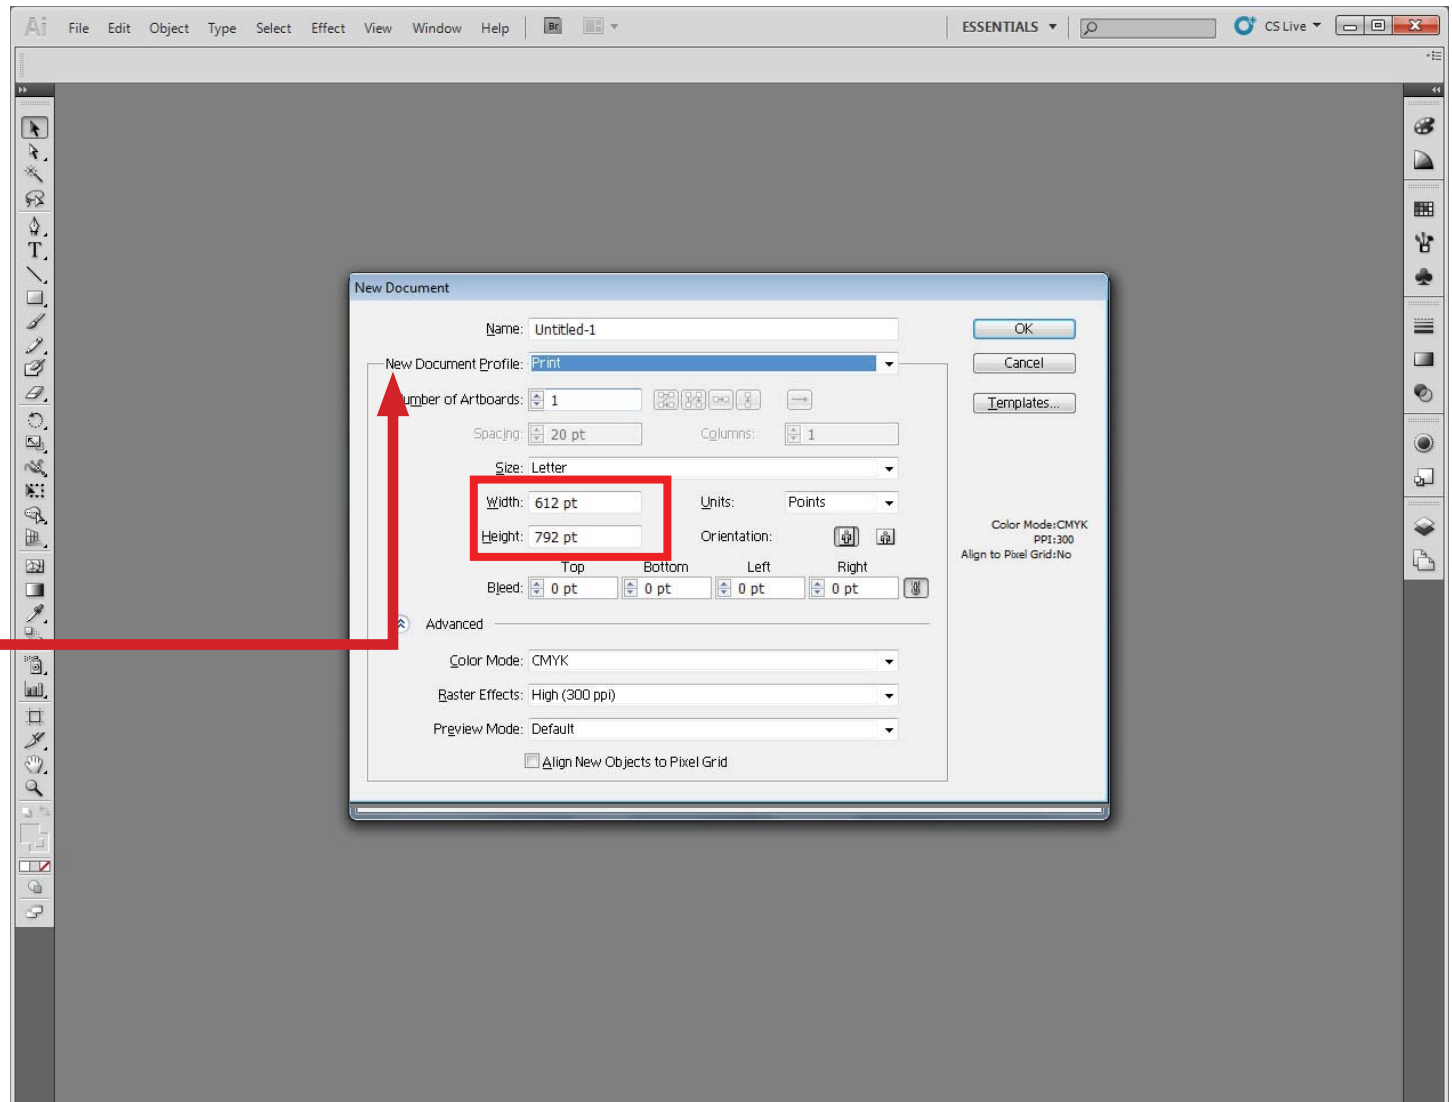 Ai File Edit Object Type Select Effect View Window Help Br ESSENTIALS CS Live
T
New Document
Name: Untitled-1 OK
New Document Profile: Print Cancel
umber of Artboards: 1 Templates...
Spacing: 20 pt Columns: 1
Size: Letter
Width: 612 pt Units: Points
Height: 792 pt Orientation:
Color Mode:CMYK
PPI:300
Align to Pixel Grid:No
Top Bottom Left Right
Bleed: 0 pt 0 pt 0 pt 0 pt
Advanced
Color Mode: CMYK
Raster Effects: High (300 ppi)
Preview Mode: Default
Align New Objects to Pixel Grid